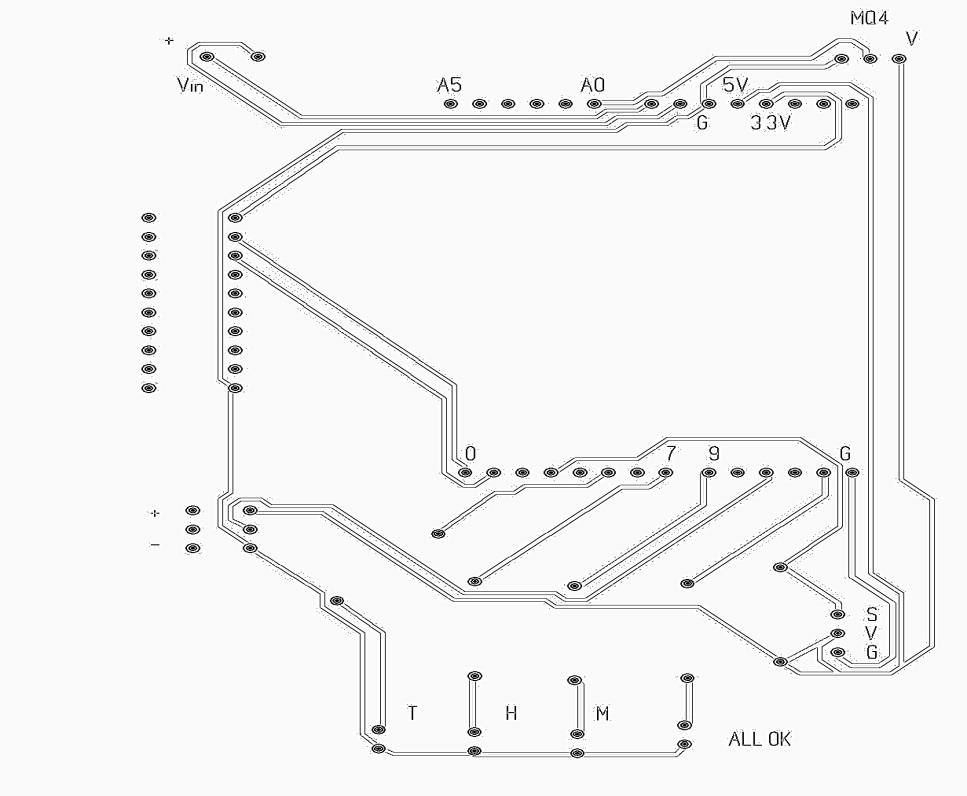 MQ4
+ V
Vin A5 A0 5V
G 3.3V
0 7 9 G
+
−
S
V
G
T H M
ALL OK